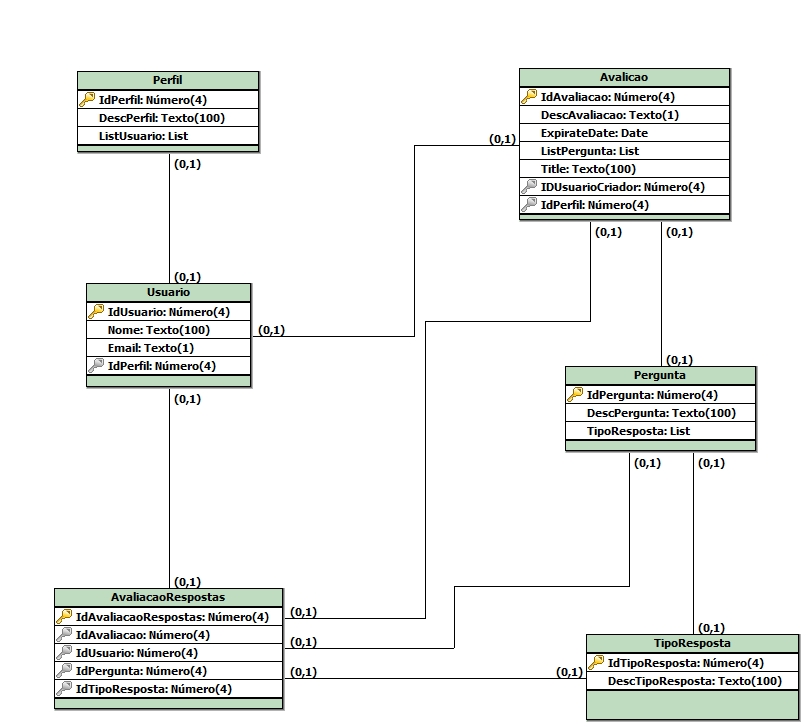 Perfil
IdPerfil: Número(4)
DescPerfil: Texto(100)
ListUsuario: List
(0,1)
Avalicao
IdAvaliacao: Número(4)
DescAvaliacao: Texto(1)
ExpirateDate: Date
ListPergunta: List
Title: Texto(100)
IDUsuarioCriador: Número(4)
IdPerfil: Número(4)
(0,1)
(0,1)
(0,1)
(0,1)
Usuario
IdUsuario: Número(4)
Nome: Texto(100)
Email: Texto(1)
IdPerfil: Número(4)
(0,1)
(0,1)
(0,1)
Pergunta
IdPergunta: Número(4)
DescPergunta: Texto(100)
TipoResposta: List
(0,1)
(0,1)
(0,1)
AvaliacaoRespostas
IdAvaliacaoRespostas: Número(4)
IdAvaliacao: Número(4)
IdUsuario: Número(4)
IdPergunta: Número(4)
IdTipoResposta: Número(4)
(0,1)
(0,1)
(0,1)
(0,1)
(0,1)
TipoResposta
IdTipoResposta: Número(4)
DescTipoResposta: Texto(100)